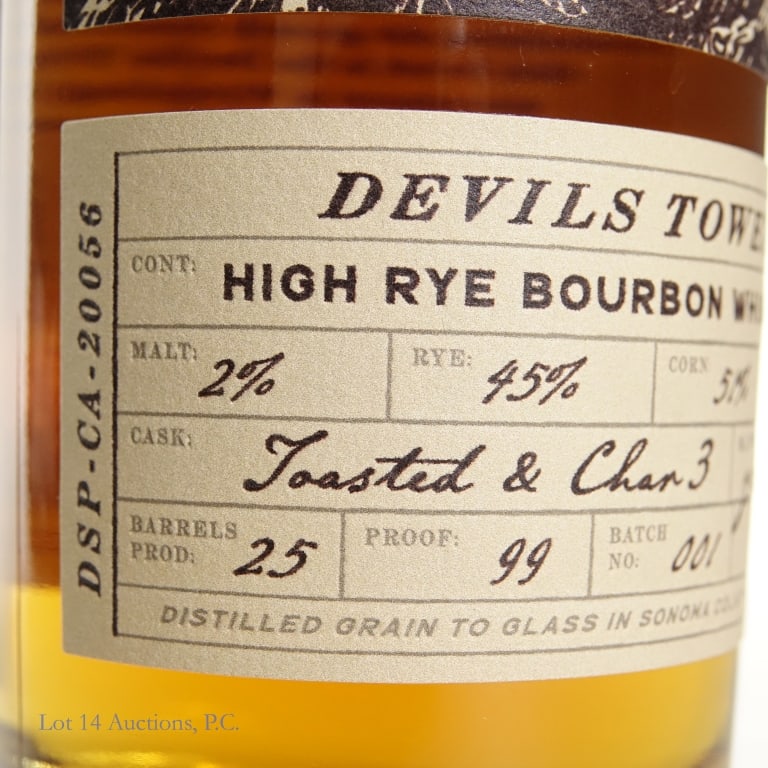 DEVILS TOWE
CONT: HIGH RYE BOURBON WH
MALT: 2% RYE: 45% CORN 51%
CASK: Toasted & Char 3
BARRELS PROD: 25 PROOF: 99 BATCH NO: 001
DISTILLED GRAIN TO GLASS IN SONOMA CO
DSP-CA-20056
Lot 14 Auctions, P.C.